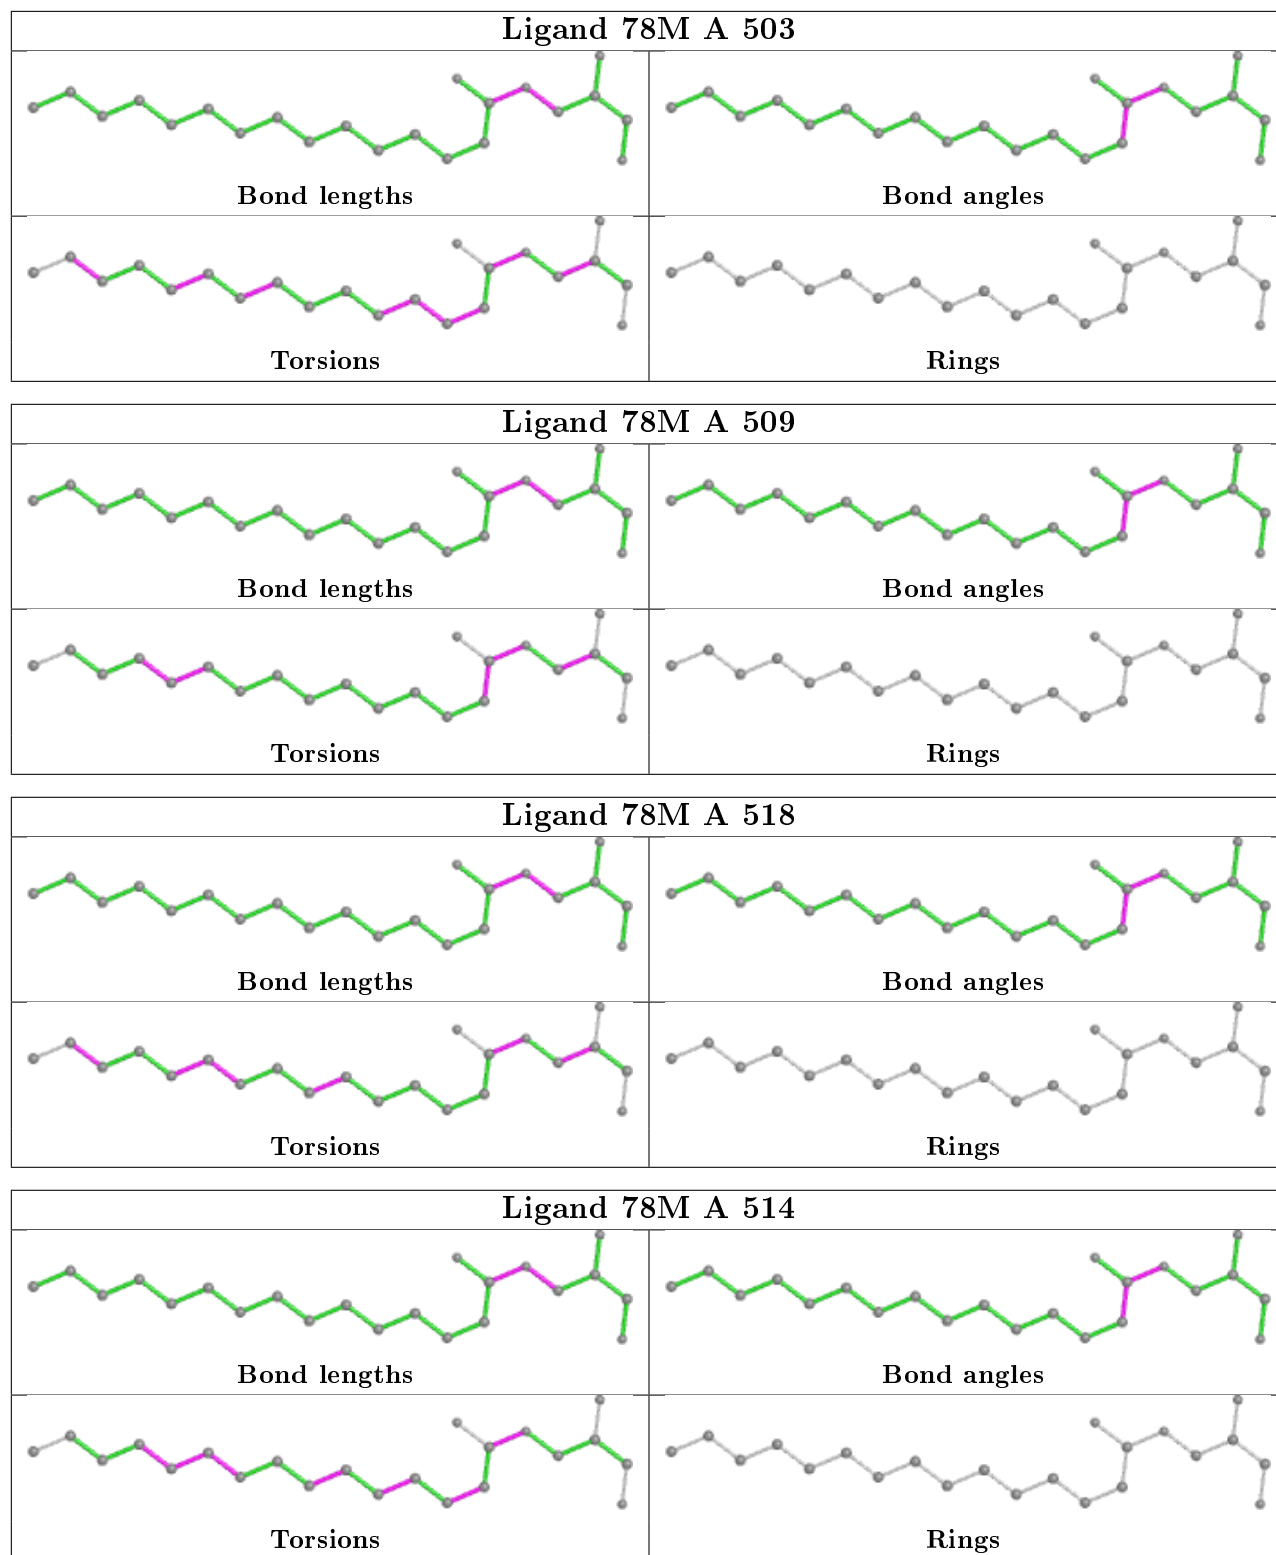 Ligand 78M A 503
Bond lengths
Bond angles
Torsions
Rings
Ligand 78M A 509
Bond lengths
Bond angles
Torsions
Rings
Ligand 78M A 518
Bond lengths
Bond angles
Torsions
Rings
Ligand 78M A 514
Bond lengths
Bond angles
Torsions
Rings